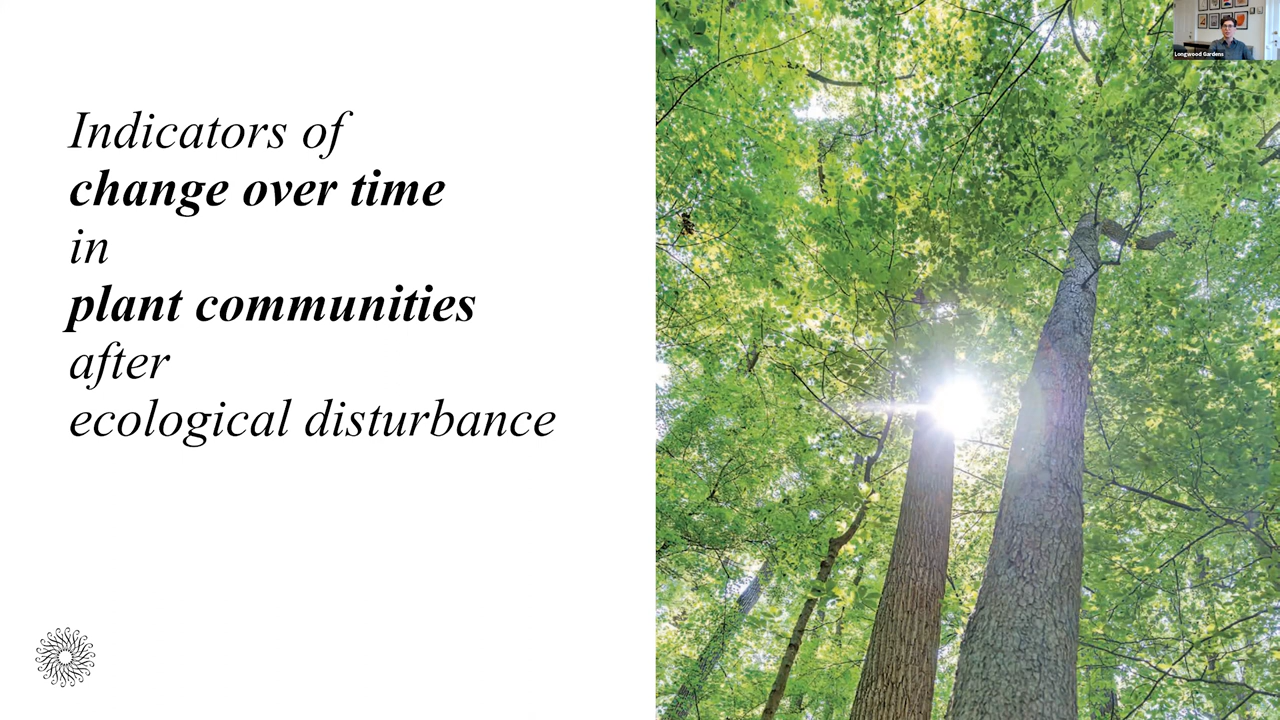 Indicators of
change over time
in
plant communities
after
ecological disturbance
Longwood Gardens